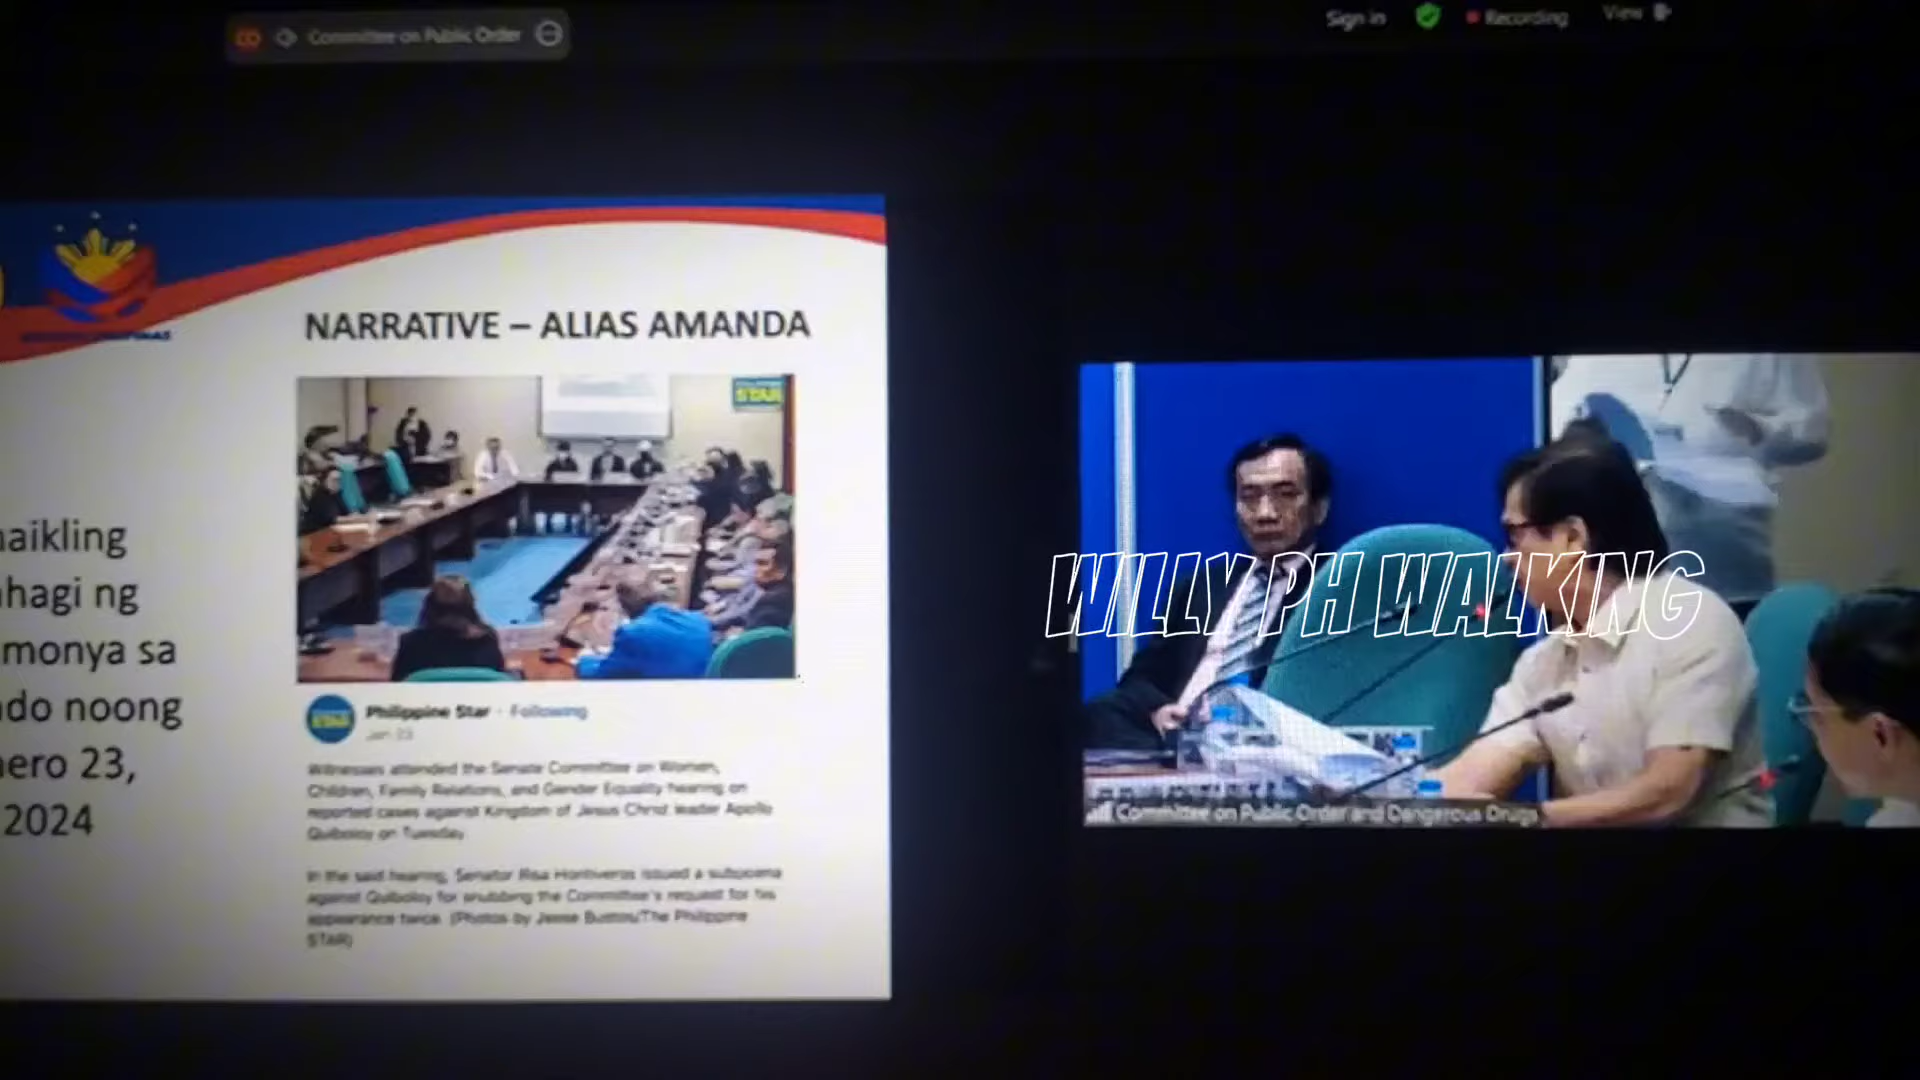 Committee on Public Order
Sign in
Recording
View
NARRATIVE – ALIAS AMANDA
STAR
aikling
hagi ng
monya sa
do noong
ero 23,
2024
Philippine Star · Following
Jan 23
Witnesses attended the Senate Committee on Women,
Children, Family Relations, and Gender Equality hearing on
reported cases against Kingdom of Jesus Christ leader Apollo
Quiboloy on Tuesday
In the said hearing, Senator Risa Hontiveros issued a subpoena
against Quiboloy for snubbing the Committee's request for his
appearance twice. (Photos by Jesse Bustos/The Philippine
STAR)
WILLY PH WALKING
Committee on Public Order and Dangerous Drugs